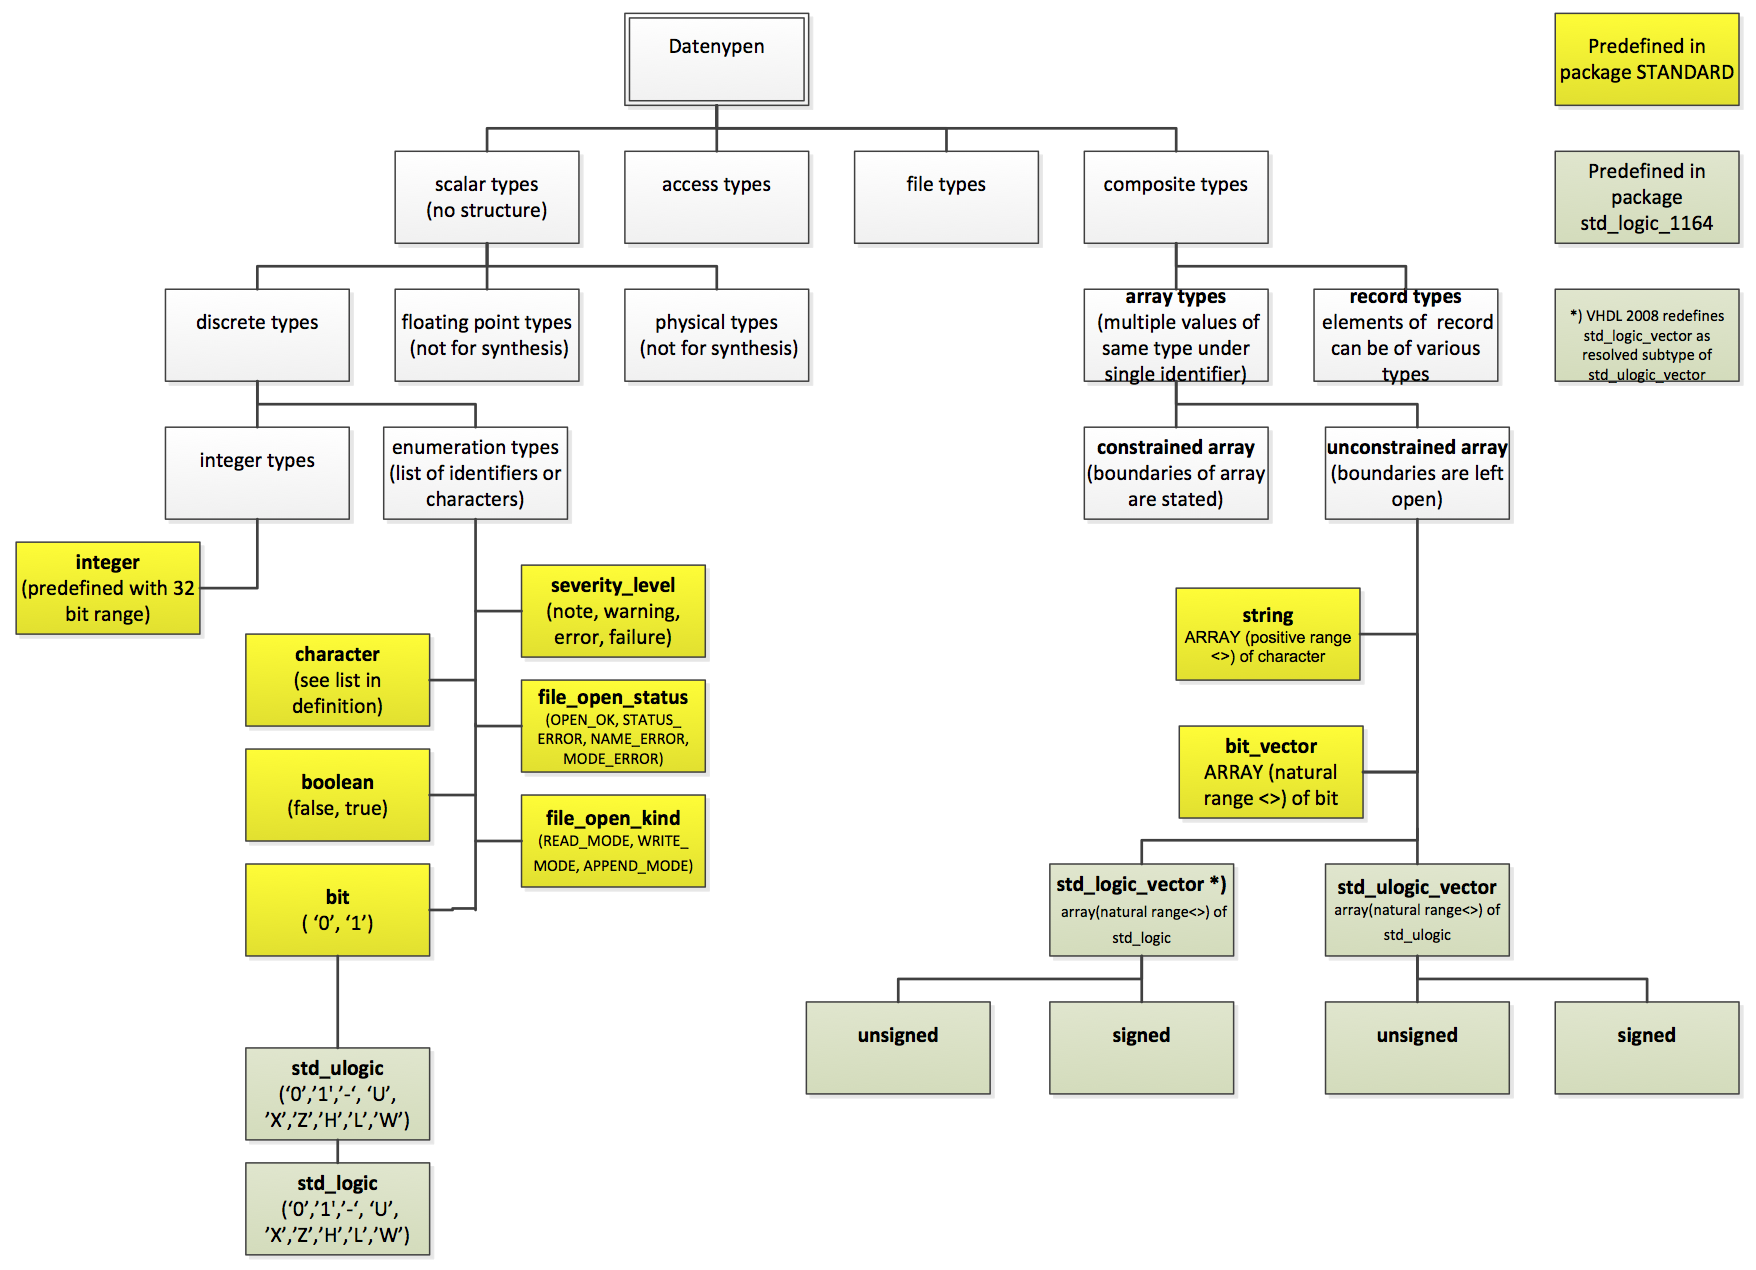 Datenypen
Predefined in
package STANDARD
scalar types
(no structure)
access types
file types
composite types
Predefined in
package
std_logic_1164
discrete types
floating point types
(not for synthesis)
physical types
(not for synthesis)
array types
(multiple values of
same type under
single identifier)
record types
elements of record
can be of various
types
*) VHDL 2008 redefines
std_logic_vector as
resolved subtype of
std_ulogic_vector
integer types
enumeration types
(list of identifiers or
characters)
constrained array
(boundaries of array
are stated)
unconstrained array
(boundaries are left
open)
integer
(predefined with 32
bit range)
severity_level
(note, warning,
error, failure)
string
ARRAY (positive range
<>) of character
character
(see list in
definition)
file_open_status
(OPEN_OK, STATUS_
ERROR, NAME_ERROR,
MODE_ERROR)
bit_vector
ARRAY (natural
range <>) of bit
boolean
(false, true)
file_open_kind
(READ_MODE, WRITE_
MODE, APPEND_MODE)
bit
( ‘0’, ‘1’)
std_logic_vector *)
array(natural range<>) of
std_logic
std_ulogic_vector
array(natural range<>) of
std_ulogic
unsigned
signed
unsigned
signed
std_ulogic
(‘0’,’1',’-‘, ‘U’,
’X’,’Z’,’H’,’L’,’W’)
std_logic
(‘0’,’1',’-‘, ‘U’,
’X’,’Z’,’H’,’L’,’W’)